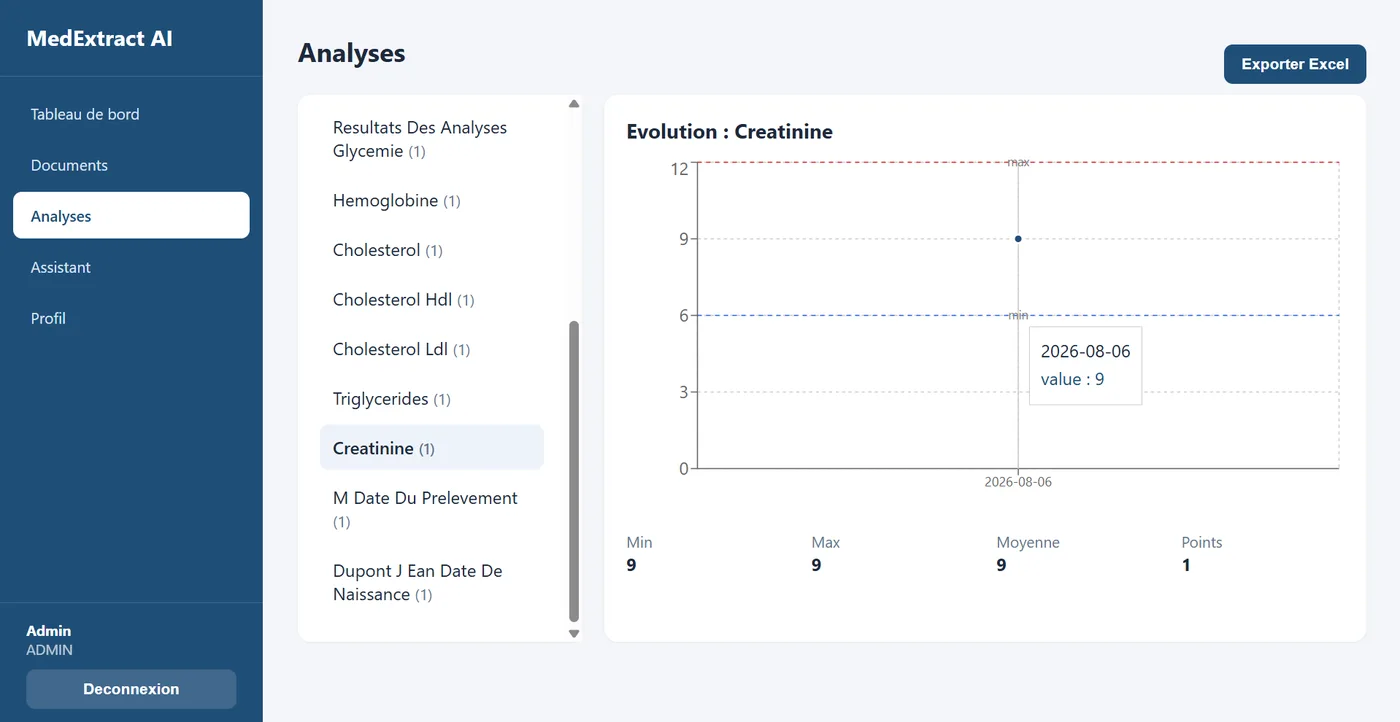 MedExtract AI
Tableau de bord
Documents
Analyses
Assistant
Profil
Admin
ADMIN
Deconnexion
Analyses
Exporter Excel
Resultats Des Analyses
Glycemie (1)
Hemoglobine (1)
Cholesterol (1)
Cholesterol Hdl (1)
Cholesterol Ldl (1)
Triglycerides (1)
Creatinine (1)
M Date Du Prelevement
(1)
Dupont J Ean Date De
Naissance (1)
Evolution : Creatinine
12
max
9
6
min
2026-08-06
value : 9
3
0
2026-08-06
Min
9
Max
9
Moyenne
9
Points
1